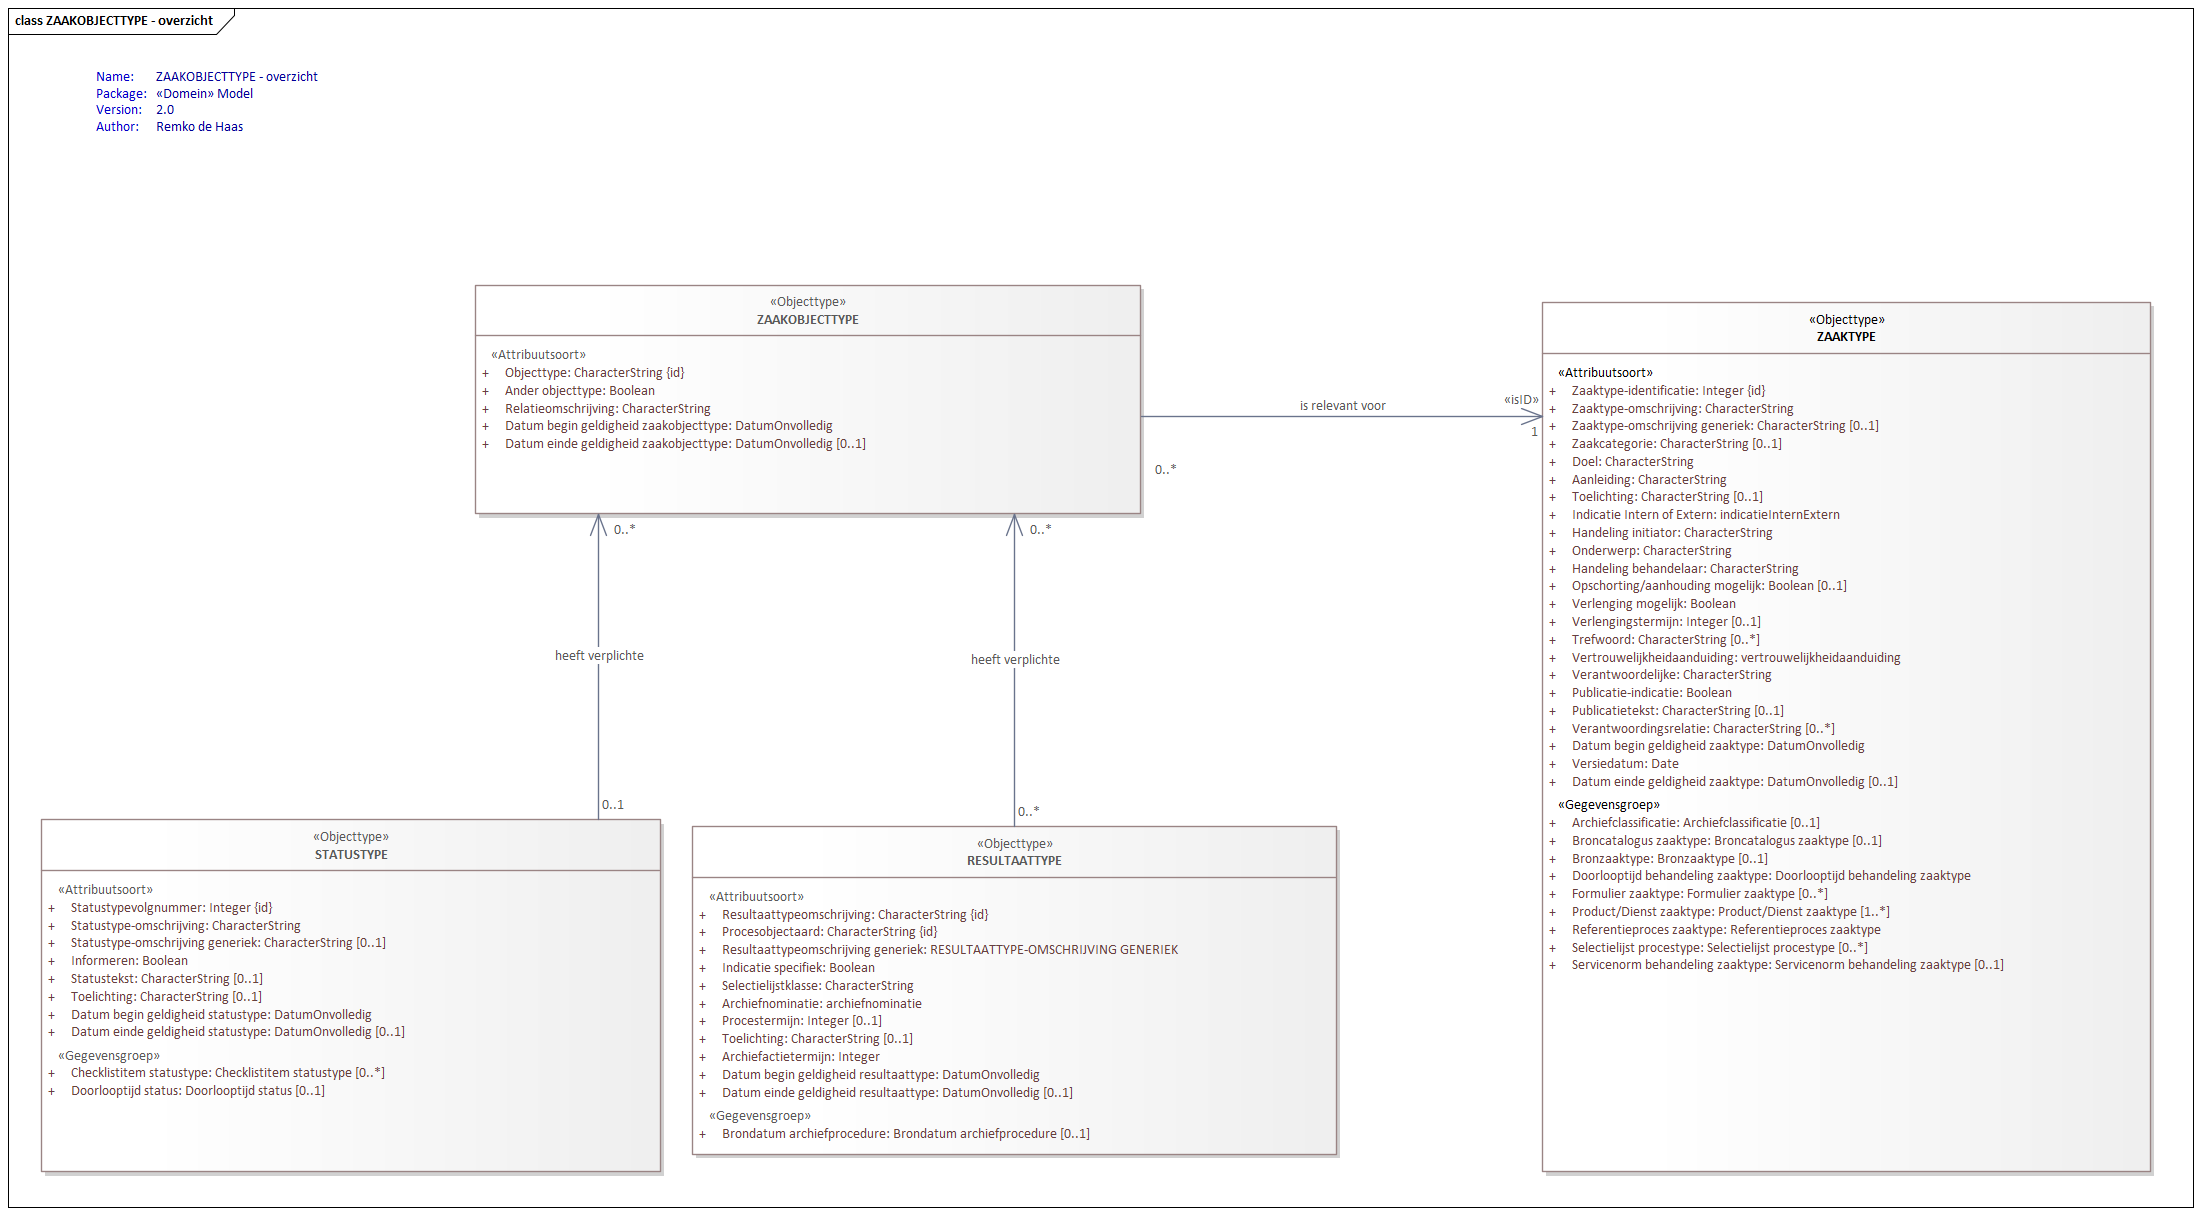 class ZAAKOBJECTTYPE - overzicht
Name: ZAAKOBJECTTYPE - overzicht
Package: «Domein» Model
Version: 2.0
Author: Remko de Haas
«Objecttype»
ZAAKOBJECTTYPE
«Attribuutsoort»
+ Objecttype: CharacterString {id}
+ Ander objecttype: Boolean
+ Relatieomschrijving: CharacterString
+ Datum begin geldigheid zaakobjecttype: DatumOnvolledig
+ Datum einde geldigheid zaakobjecttype: DatumOnvolledig [0..1]
is relevant voor
«isID»
1
0..*
0..*
0..*
heeft verplichte
heeft verplichte
0..1
0..*
«Objecttype»
STATUSTYPE
«Attribuutsoort»
+ Statustypevolgnummer: Integer {id}
+ Statustype-omschrijving: CharacterString
+ Statustype-omschrijving generiek: CharacterString [0..1]
+ Informeren: Boolean
+ Statustekst: CharacterString [0..1]
+ Toelichting: CharacterString [0..1]
+ Datum begin geldigheid statustype: DatumOnvolledig
+ Datum einde geldigheid statustype: DatumOnvolledig [0..1]
«Gegevensgroep»
+ Checklistitem statustype: Checklistitem statustype [0..*]
+ Doorlooptijd status: Doorlooptijd status [0..1]
«Objecttype»
RESULTAATTYPE
«Attribuutsoort»
+ Resultaattypeomschrijving: CharacterString {id}
+ Procesobjectaard: CharacterString {id}
+ Resultaattypeomschrijving generiek: RESULTAATTYPE-OMSCHRIJVING GENERIEK
+ Indicatie specifiek: Boolean
+ Selectielijstklasse: CharacterString
+ Archiefnominatie: archiefnominatie
+ Procestermijn: Integer [0..1]
+ Toelichting: CharacterString [0..1]
+ Archiefactietermijn: Integer
+ Datum begin geldigheid resultaattype: DatumOnvolledig
+ Datum einde geldigheid resultaattype: DatumOnvolledig [0..1]
«Gegevensgroep»
+ Brondatum archiefprocedure: Brondatum archiefprocedure [0..1]
«Objecttype»
ZAAKTYPE
«Attribuutsoort»
+ Zaaktype-identificatie: Integer {id}
+ Zaaktype-omschrijving: CharacterString
+ Zaaktype-omschrijving generiek: CharacterString [0..1]
+ Zaakcategorie: CharacterString [0..1]
+ Doel: CharacterString
+ Aanleiding: CharacterString
+ Toelichting: CharacterString [0..1]
+ Indicatie Intern of Extern: indicatieInternExtern
+ Handeling initiator: CharacterString
+ Onderwerp: CharacterString
+ Handeling behandelaar: CharacterString
+ Opschorting/aanhouding mogelijk: Boolean [0..1]
+ Verlenging mogelijk: Boolean
+ Verlengingstermijn: Integer [0..1]
+ Trefwoord: CharacterString [0..*]
+ Vertrouwelijkheidaanduiding: vertrouwelijkheidaanduiding
+ Verantwoordelijke: CharacterString
+ Publicatie-indicatie: Boolean
+ Publicatietekst: CharacterString [0..1]
+ Verantwoordingsrelatie: CharacterString [0..*]
+ Datum begin geldigheid zaaktype: DatumOnvolledig
+ Versiedatum: Date
+ Datum einde geldigheid zaaktype: DatumOnvolledig [0..1]
«Gegevensgroep»
+ Archiefclassificatie: Archiefclassificatie [0..1]
+ Broncatalogus zaaktype: Broncatalogus zaaktype [0..1]
+ Bronzaaktype: Bronzaaktype [0..1]
+ Doorlooptijd behandeling zaaktype: Doorlooptijd behandeling zaaktype
+ Formulier zaaktype: Formulier zaaktype [0..*]
+ Product/Dienst zaaktype: Product/Dienst zaaktype [1..*]
+ Referentieproces zaaktype: Referentieproces zaaktype
+ Selectielijst procestype: Selectielijst procestype [0..*]
+ Servicenorm behandeling zaaktype: Servicenorm behandeling zaaktype [0..1]